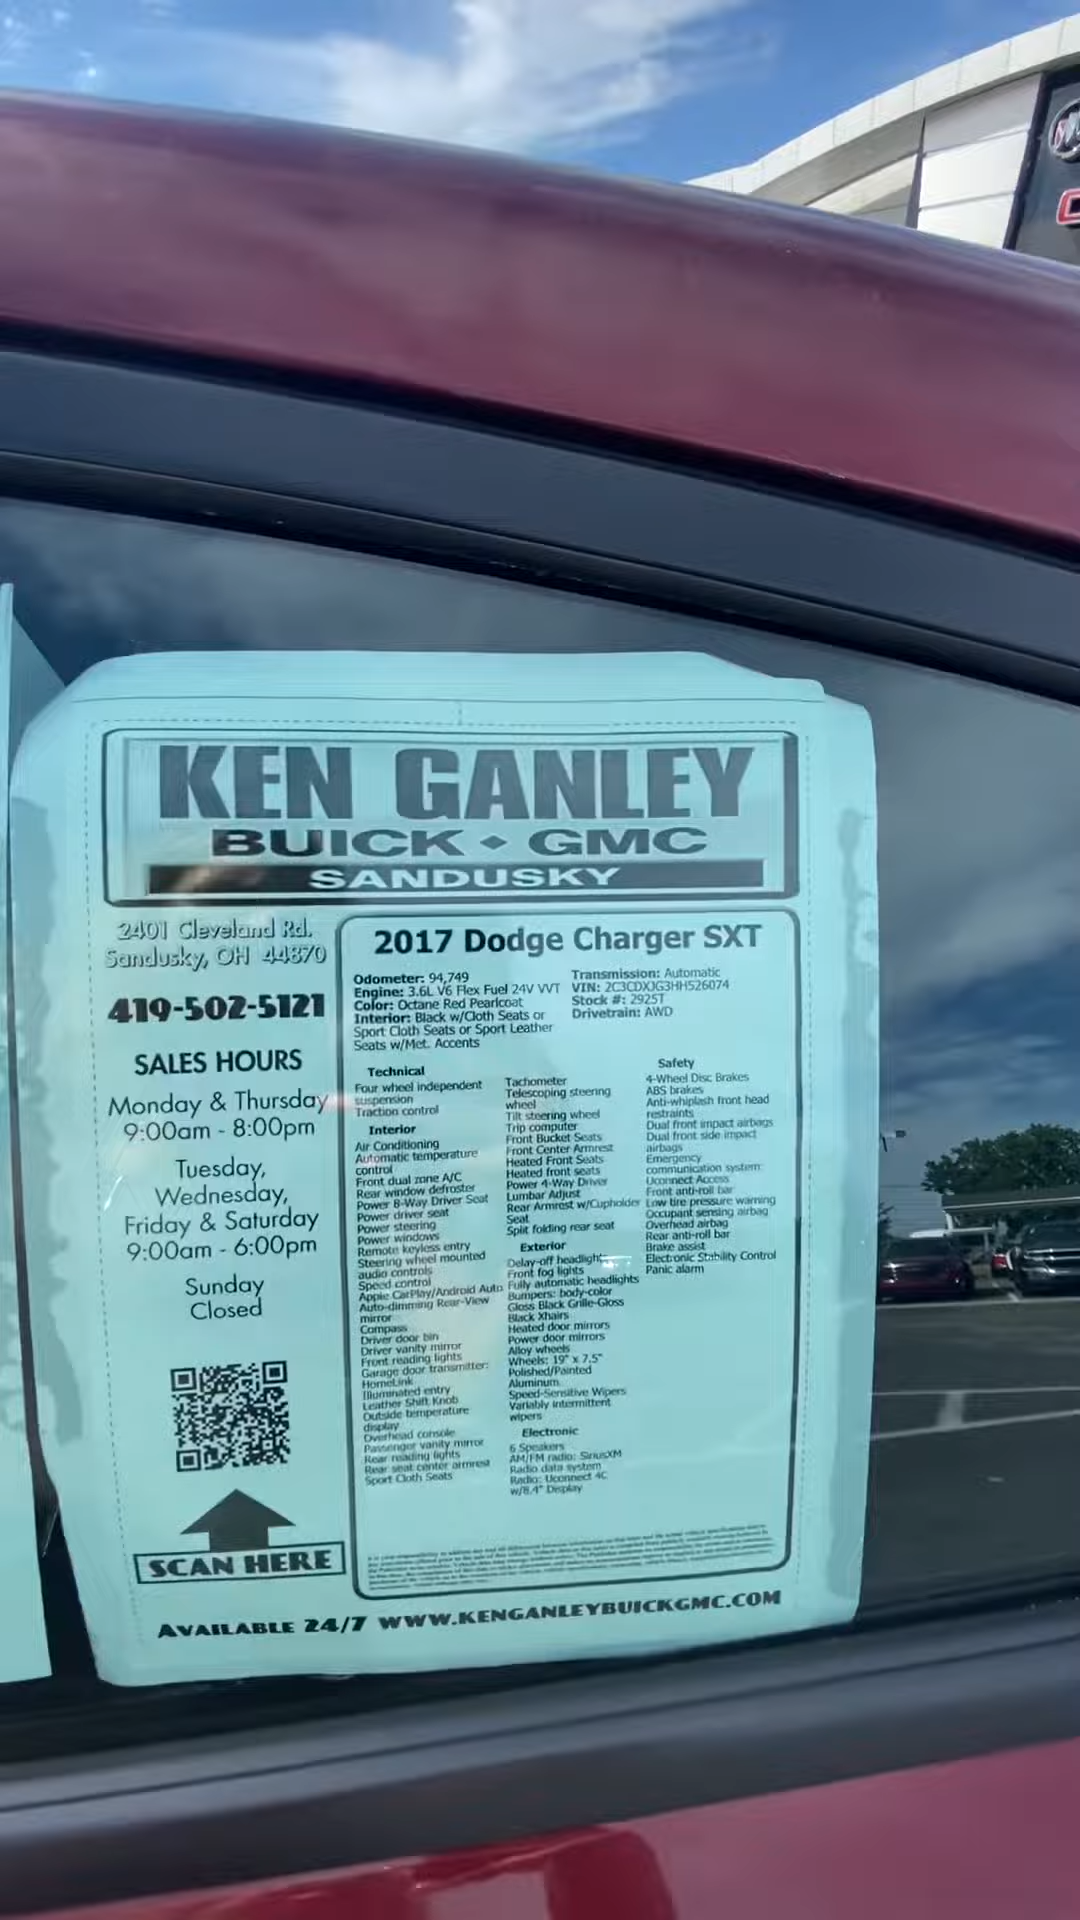 KEN GANLEY
BUICK ⬥ GMC
SANDUSKY
2401 Cleveland Rd.
Sandusky, OH 44870
419-502-5121
SALES HOURS
Monday & Thursday
9:00am - 8:00pm
Tuesday,
Wednesday,
Friday & Saturday
9:00am - 6:00pm
Sunday
Closed
SCAN HERE
2017 Dodge Charger SXT
Odometer: 94,749
Engine: 3.6L V6 Flex Fuel 24V VVT
Color: Octane Red Pearlcoat
Interior: Black w/Cloth Seats or
Sport Cloth Seats or Sport Leather
Seats w/Met. Accents
Transmission: Automatic
VIN: 2C3CDXJG3HH526074
Stock #: 2925T
Drivetrain: AWD
Technical
Four wheel independent
suspension
Traction control
Interior
Air Conditioning
Automatic temperature
control
Front dual zone A/C
Rear window defroster
Power 8-Way Driver Seat
Power driver seat
Power steering
Power windows
Remote keyless entry
Steering wheel mounted
audio controls
Speed control
Apple CarPlay/Android Auto
Auto-dimming Rear-View
mirror
Compass
Driver door bin
Driver vanity mirror
Front reading lights
Garage door transmitter:
HomeLink
Illuminated entry
Leather Shift Knob
Outside temperature
display
Overhead console
Passenger vanity mirror
Rear reading lights
Rear seat center armrest
Sport Cloth Seats
Tachometer
Telescoping steering
wheel
Tilt steering wheel
Trip computer
Front Bucket Seats
Front Center Armrest
Heated Front Seats
Heated front seats
Power 4-Way Driver
Lumbar Adjust
Rear Armrest w/Cupholder
Seat
Split folding rear seat
Exterior
Delay-off headlights
Front fog lights
Fully automatic headlights
Bumpers: body-color
Gloss Black Grille-Gloss
Black Xhairs
Heated door mirrors
Power door mirrors
Alloy wheels
Wheels: 19" x 7.5"
Polished/Painted
Aluminum
Speed-Sensitive Wipers
Variably intermittent
wipers
Electronic
6 Speakers
AM/FM radio: SiriusXM
Radio data system
Radio: Uconnect 4C
w/8.4" Display
Safety
4-Wheel Disc Brakes
ABS brakes
Anti-whiplash front head
restraints
Dual front impact airbags
Dual front side impact
airbags
Emergency
communication system:
Uconnect Access
Front anti-roll bar
Low tire pressure warning
Occupant sensing airbag
Overhead airbag
Rear anti-roll bar
Brake assist
Electronic Stability Control
Panic alarm
AVAILABLE 24/7 WWW.KENGANLEYBUICKGMC.COM